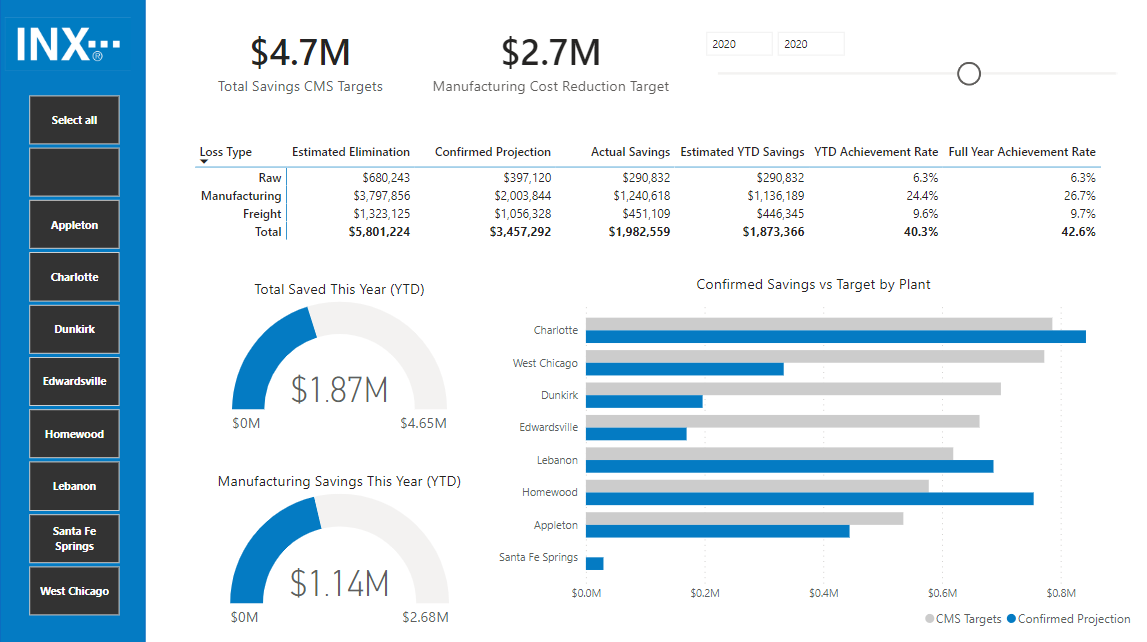 INX...®
Select all
Appleton
Charlotte
Dunkirk
Edwardsville
Homewood
Lebanon
Santa Fe
Springs
West Chicago
$4.7M
Total Savings CMS Targets
$2.7M
Manufacturing Cost Reduction Target
2020 2020
Loss Type Estimated Elimination Confirmed Projection Actual Savings Estimated YTD Savings YTD Achievement Rate Full Year Achievement Rate
Raw $680,243 $397,120 $290,832 $290,832 6.3% 6.3%
Manufacturing $3,797,856 $2,003,844 $1,240,618 $1,136,189 24.4% 26.7%
Freight $1,323,125 $1,056,328 $451,109 $446,345 9.6% 9.7%
Total $5,801,224 $3,457,292 $1,982,559 $1,873,366 40.3% 42.6%
Total Saved This Year (YTD)
$1.87M
$0M $4.65M
Manufacturing Savings This Year (YTD)
$1.14M
$0M $2.68M
Confirmed Savings vs Target by Plant
Charlotte
West Chicago
Dunkirk
Edwardsville
Lebanon
Homewood
Appleton
Santa Fe Springs
$0.0M $0.2M $0.4M $0.6M $0.8M
CMS Targets Confirmed Projection